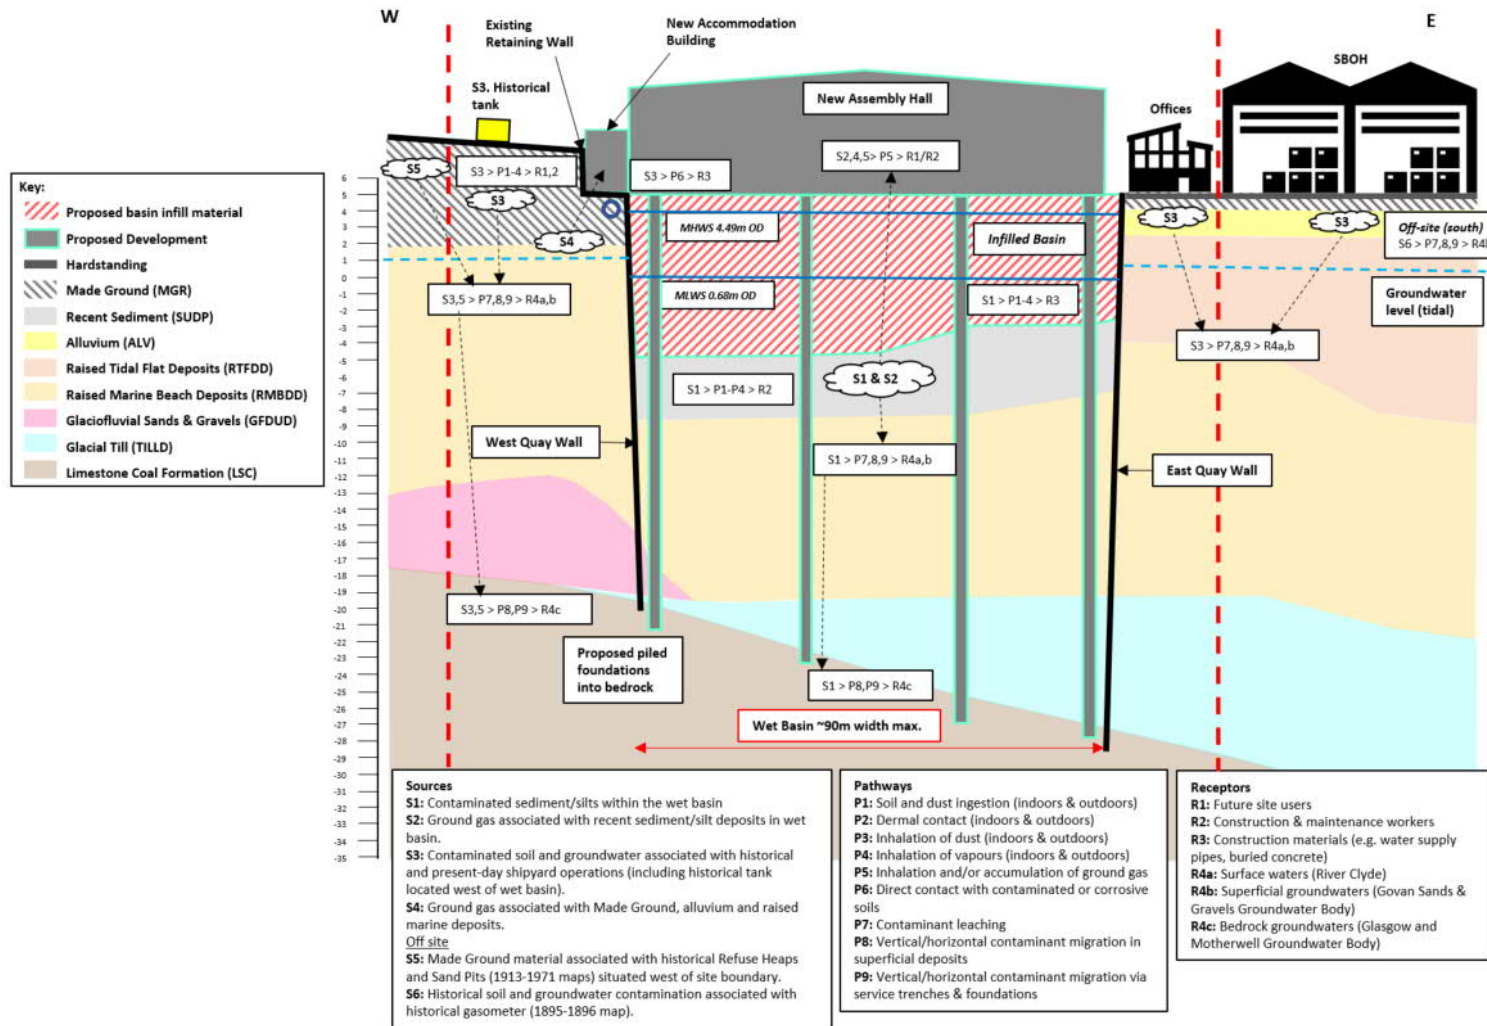 W
E
Existing
Retaining Wall
New Accommodation
Building
SBOH
S3. Historical
tank
New Assembly Hall
Offices
S5
S3 > P1-4 > R1,2
S3 > P6 > R3
S2,4,5> P5 > R1/R2
S3
S4
MHWS 4.49m OD
Infilled Basin
S3
S3
Off-site (south)
S6 > P7,8,9 > R4
MLWS 0.68m OD
S1 > P1-4 > R3
Groundwater
level (tidal)
S3,5 > P7,8,9 > R4a,b
S3 > P7,8,9 > R4a,b
S1 > P1-P4 > R2
S1 & S2
West Quay Wall
S1 > P7,8,9 > R4a,b
East Quay Wall
S3,5 > P8,P9 > R4c
Proposed piled
foundations
into bedrock
S1 > P8,P9 > R4c
Wet Basin ~90m width max.
6
5
4
3
2
1
0
-1
-2
-3
-4
-5
-6
-7
-8
-9
-10
-11
-12
-13
-14
-15
-16
-17
-18
-19
-20
-21
-22
-23
-24
-25
-26
-27
-28
-29
-30
-31
-32
-33
-34
-35
Key:
Proposed basin infill material
Proposed Development
Hardstanding
Made Ground (MGR)
Recent Sediment (SUDP)
Alluvium (ALV)
Raised Tidal Flat Deposits (RTFDD)
Raised Marine Beach Deposits (RMBDD)
Glaciofluvial Sands & Gravels (GFDUD)
Glacial Till (TILLD)
Limestone Coal Formation (LSC)
Sources
S1: Contaminated sediment/silts within the wet basin
S2: Ground gas associated with recent sediment/silt deposits in wet
basin.
S3: Contaminated soil and groundwater associated with historical
and present-day shipyard operations (including historical tank
located west of wet basin).
S4: Ground gas associated with Made Ground, alluvium and raised
marine deposits.
Off site
S5: Made Ground material associated with historical Refuse Heaps
and Sand Pits (1913-1971 maps) situated west of site boundary.
S6: Historical soil and groundwater contamination associated with
historical gasometer (1895-1896 map).
Pathways
P1: Soil and dust ingestion (indoors & outdoors)
P2: Dermal contact (indoors & outdoors)
P3: Inhalation of dust (indoors & outdoors)
P4: Inhalation of vapours (indoors & outdoors)
P5: Inhalation and/or accumulation of ground gas
P6: Direct contact with contaminated or corrosive
soils
P7: Contaminant leaching
P8: Vertical/horizontal contaminant migration in
superficial deposits
P9: Vertical/horizontal contaminant migration via
service trenches & foundations
Receptors
R1: Future site users
R2: Construction & maintenance workers
R3: Construction materials (e.g. water supply
pipes, buried concrete)
R4a: Surface waters (River Clyde)
R4b: Superficial groundwaters (Govan Sands &
Gravels Groundwater Body)
R4c: Bedrock groundwaters (Glasgow and
Motherwell Groundwater Body)